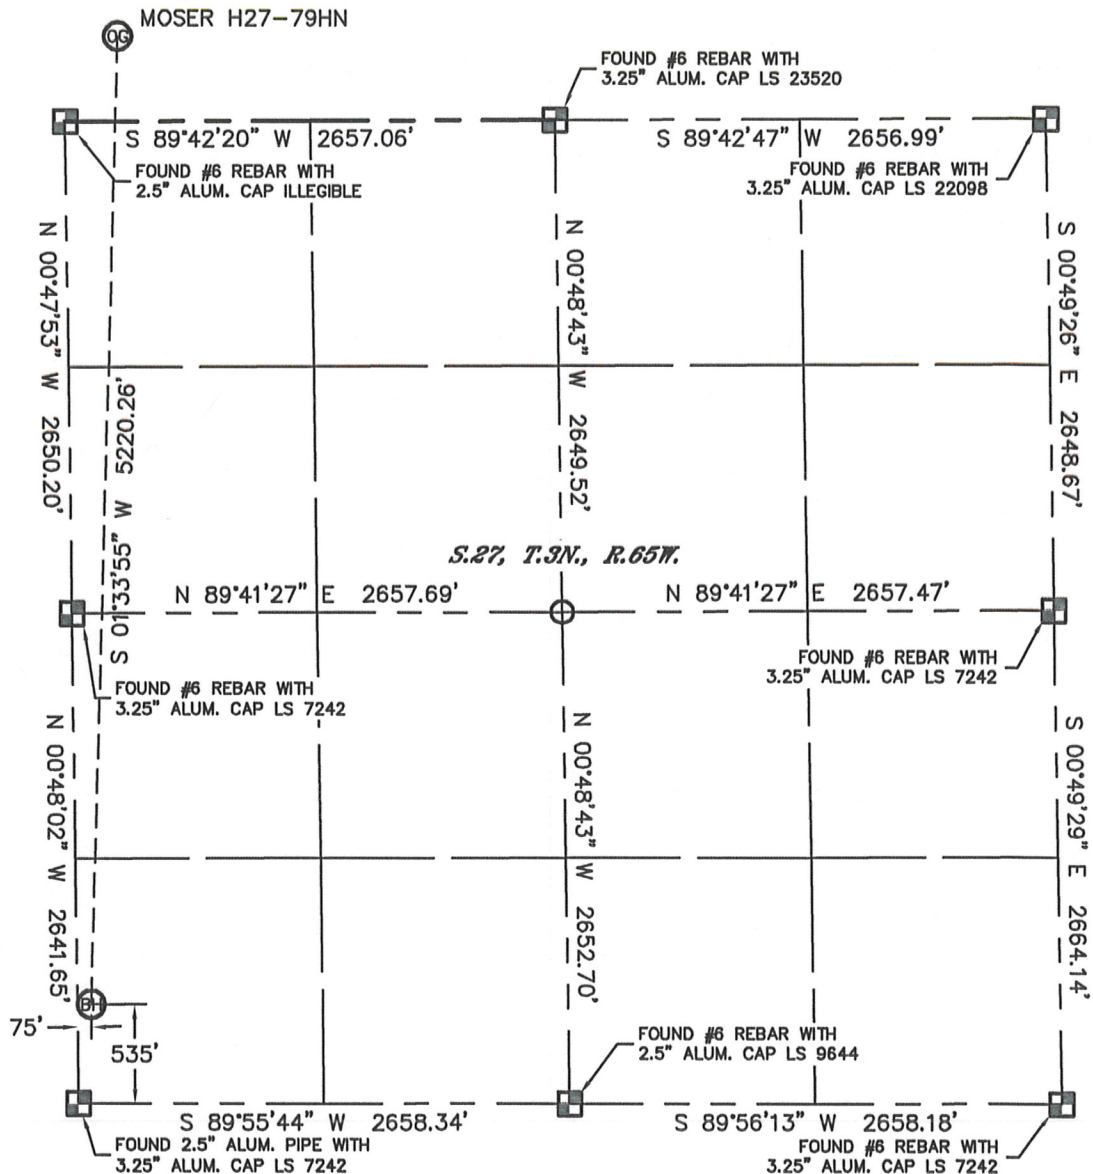 MOSER H27-79HN
OG
FOUND #6 REBAR WITH
3.25" ALUM. CAP LS 23520
S 89°42'20" W 2657.06'
S 89°42'47" W 2656.99'
FOUND #6 REBAR WITH
2.5" ALUM. CAP ILLEGIBLE
FOUND #6 REBAR WITH
3.25" ALUM. CAP LS 22098
N 00°47'53" W 2650.20'
S 01°33'55" W 5220.26'
N 00°48'43" W 2649.52'
S 00°49'26" E 2648.67'
S.27, T.3N., R.65W.
N 89°41'27" E 2657.69'
N 89°41'27" E 2657.47'
FOUND #6 REBAR WITH
3.25" ALUM. CAP LS 7242
FOUND #6 REBAR WITH
3.25" ALUM. CAP LS 7242
N 00°48'02" W 2641.65'
N 00°48'43" W 2652.70'
S 00°49'29" E 2664.14'
BH
75'
535'
FOUND #6 REBAR WITH
2.5" ALUM. CAP LS 9644
S 89°55'44" W 2658.34'
S 89°56'13" W 2658.18'
FOUND 2.5" ALUM. PIPE WITH
3.25" ALUM. CAP LS 7242
FOUND #6 REBAR WITH
3.25" ALUM. CAP LS 7242